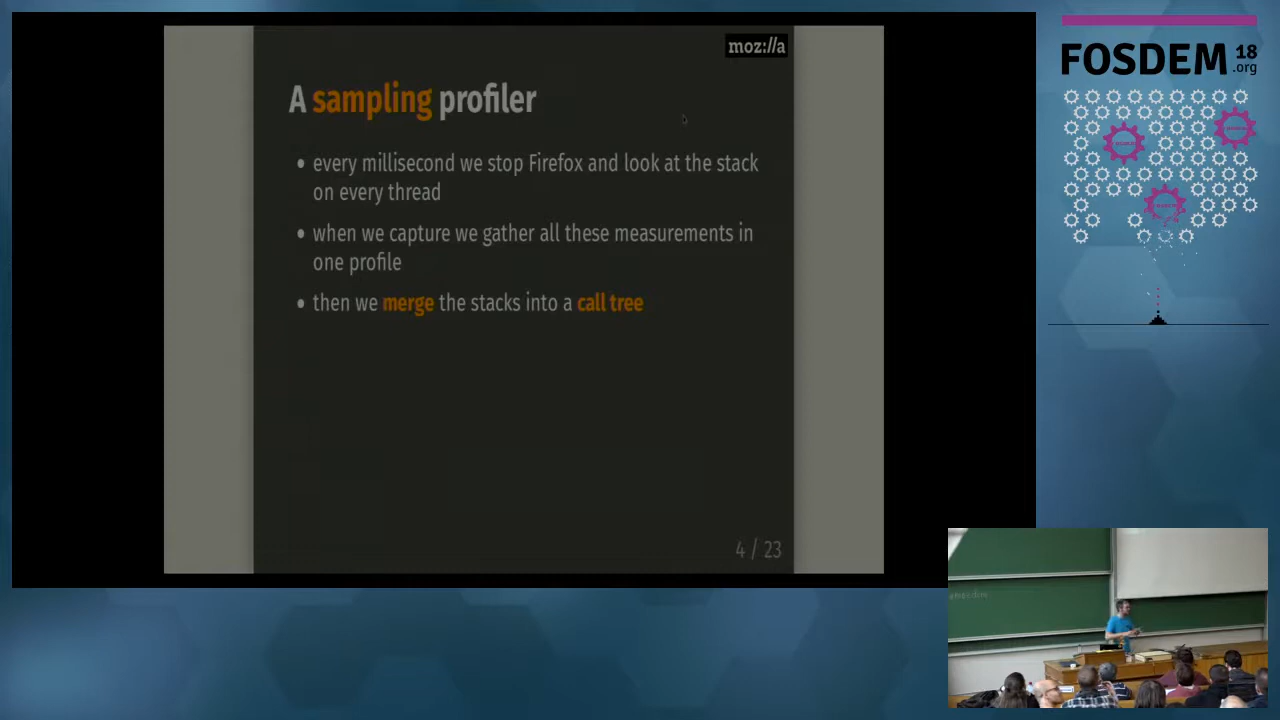 moz://a
A sampling profiler
• every millisecond we stop Firefox and look at the stack
on every thread
• when we capture we gather all these measurements in
one profile
• then we merge the stacks into a call tree
4 / 23
FOSDEM 18
.org